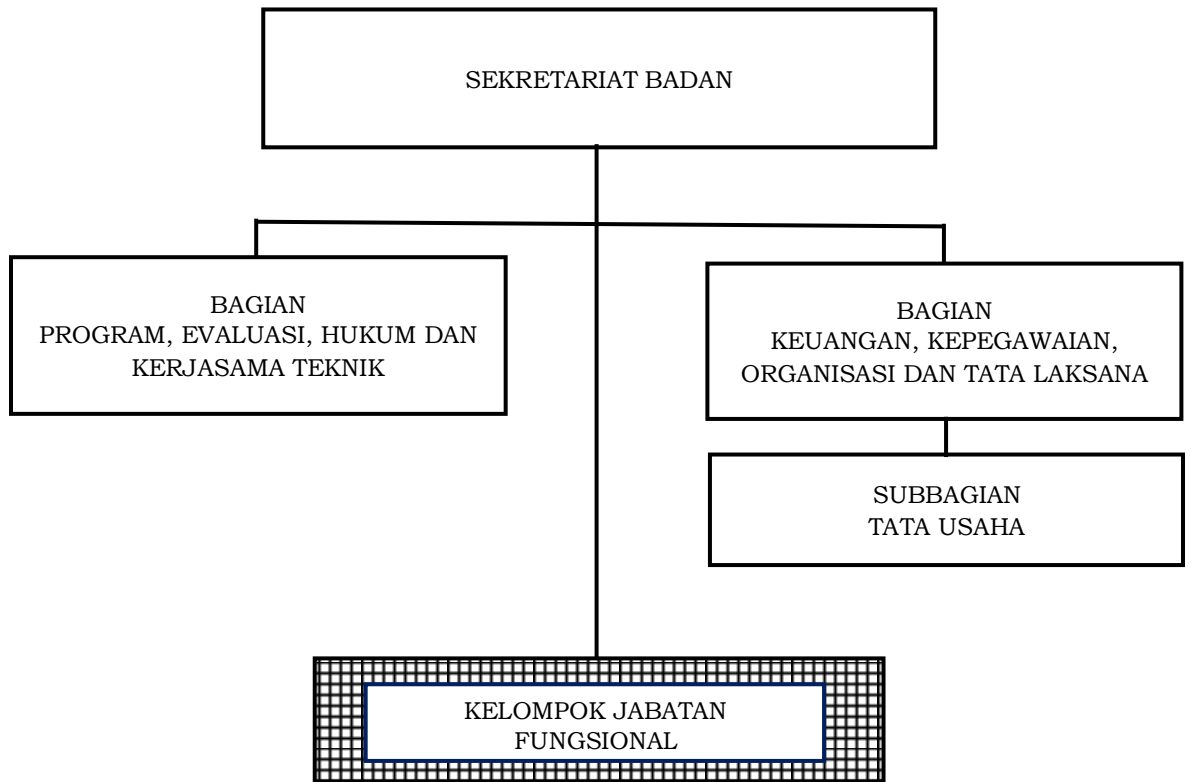 SEKRETARIAT BADAN
BAGIAN
PROGRAM, EVALUASI, HUKUM DAN
KERJASAMA TEKNIK
BAGIAN
KEUANGAN, KEPEGAWAIAN,
ORGANISASI DAN TATA LAKSANA
SUBBAGIAN
TATA USAHA
KELOMPOK JABATAN
FUNGSIONAL